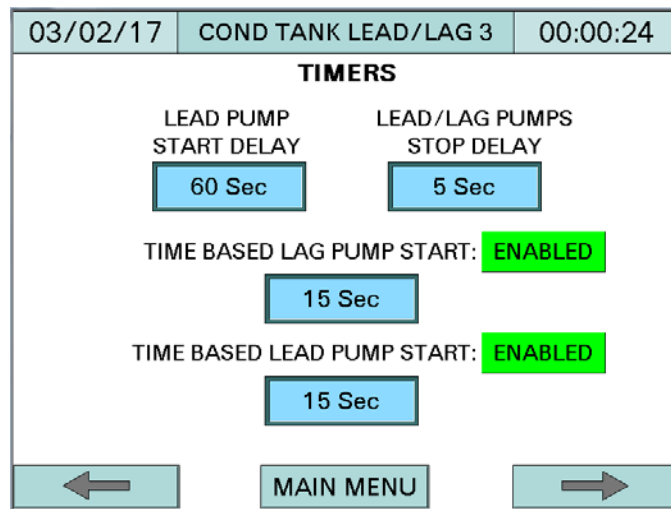 03/02/17 COND TANK LEAD/LAG 3 00:00:24
TIMERS
LEAD PUMP
START DELAY
60 Sec
LEAD/LAG PUMPS
STOP DELAY
5 Sec
TIME BASED LAG PUMP START: ENABLED
15 Sec
TIME BASED LEAD PUMP START: ENABLED
15 Sec
MAIN MENU